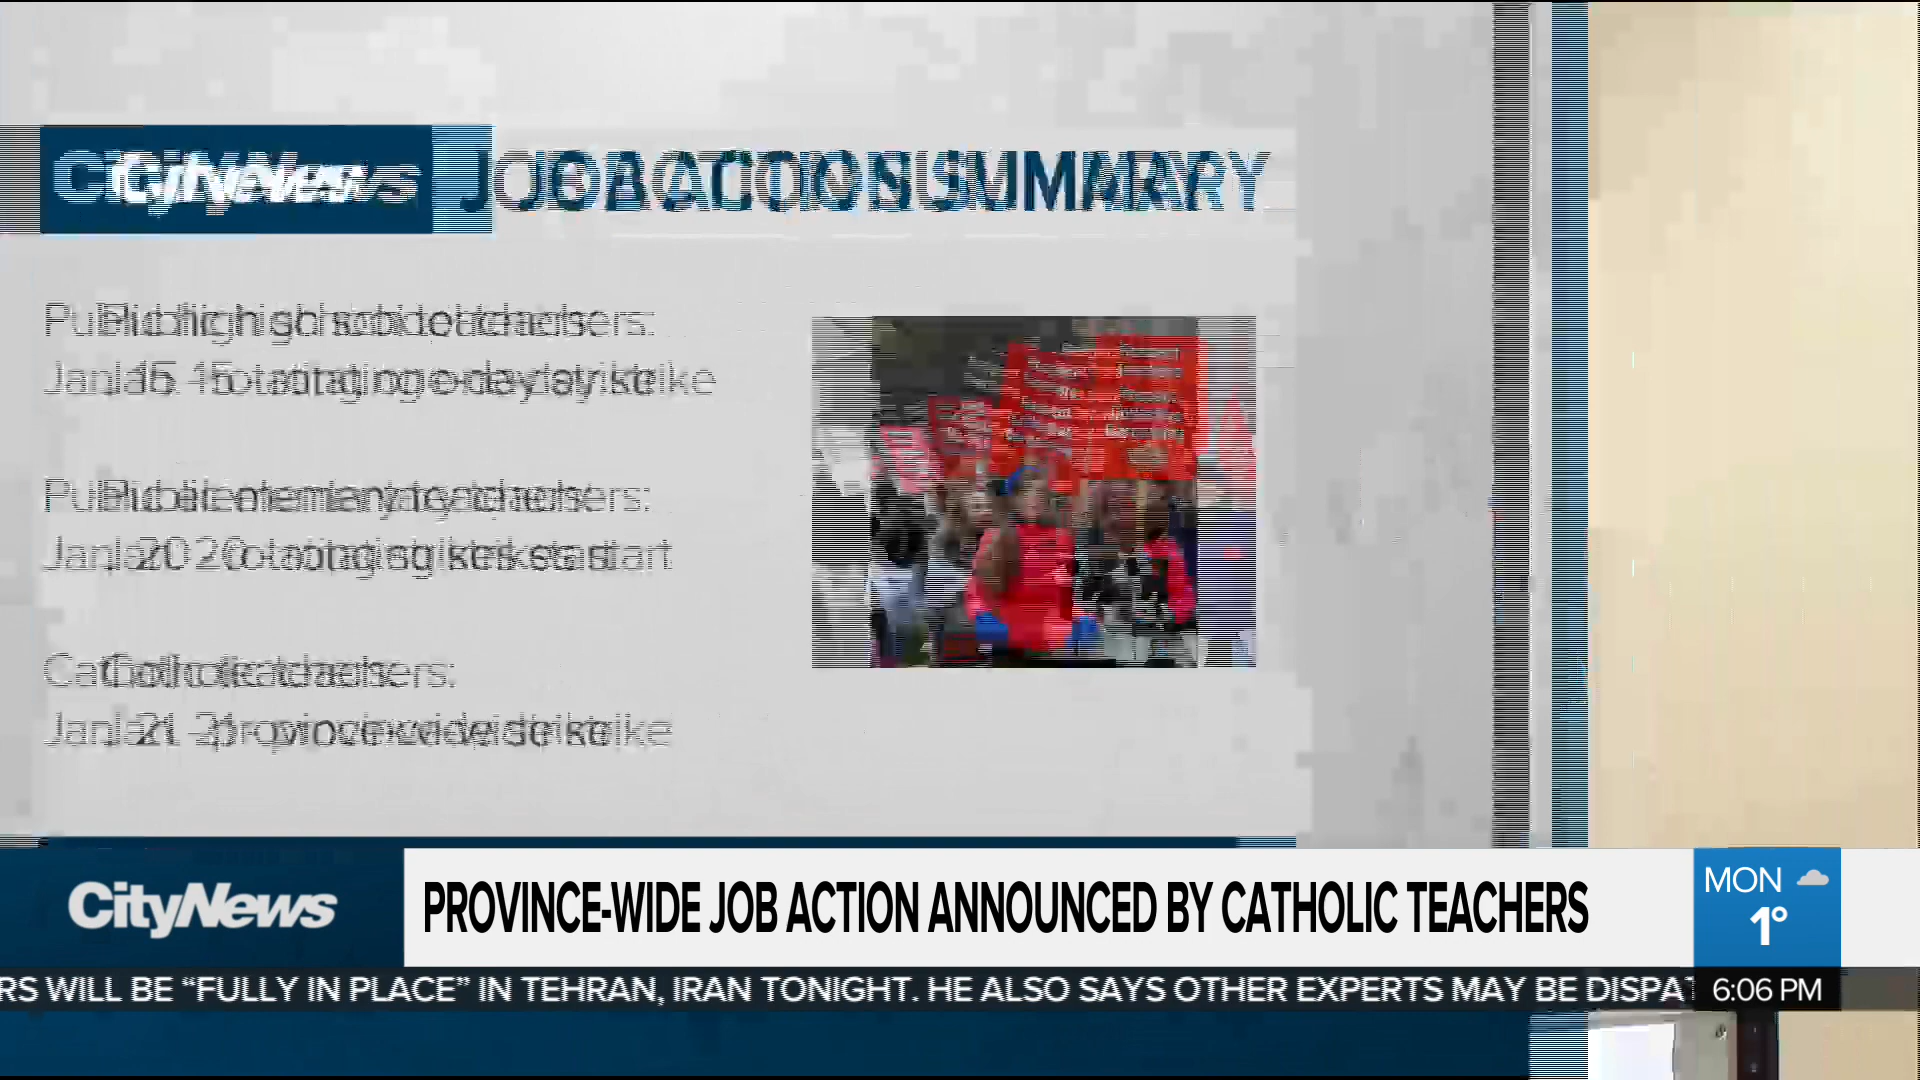 CityNews JOB ACTION SUMMARY
Public high school teachers:
Jan 15 - rotating one-day strike
Public elementary teachers:
Jan 20 - rotating strikes start
Catholic teachers:
Jan 21 - province wide strike
CityNews
PROVINCE-WIDE JOB ACTION ANNOUNCED BY CATHOLIC TEACHERS
MON
1°
RS WILL BE “FULLY IN PLACE” IN TEHRAN, IRAN TONIGHT. HE ALSO SAYS OTHER EXPERTS MAY BE DISPAT
6:06 PM